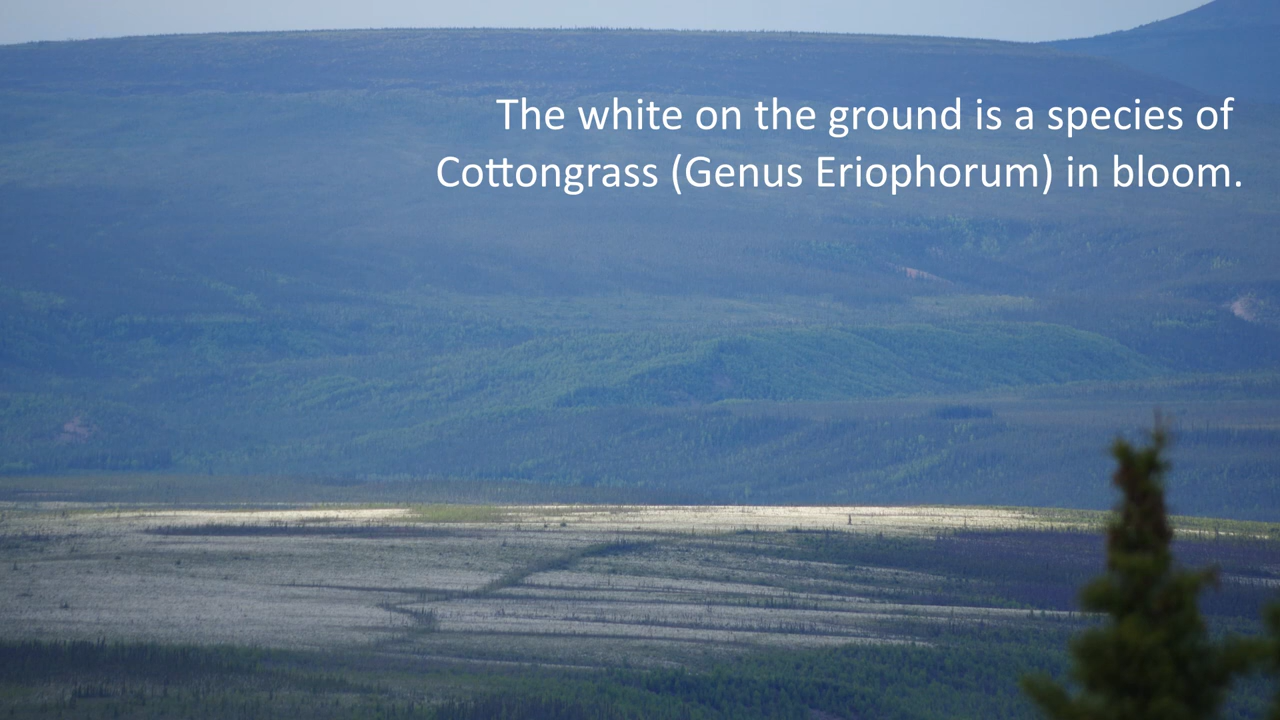 The white on the ground is a species of
Cottongrass (Genus Eriophorum) in bloom.